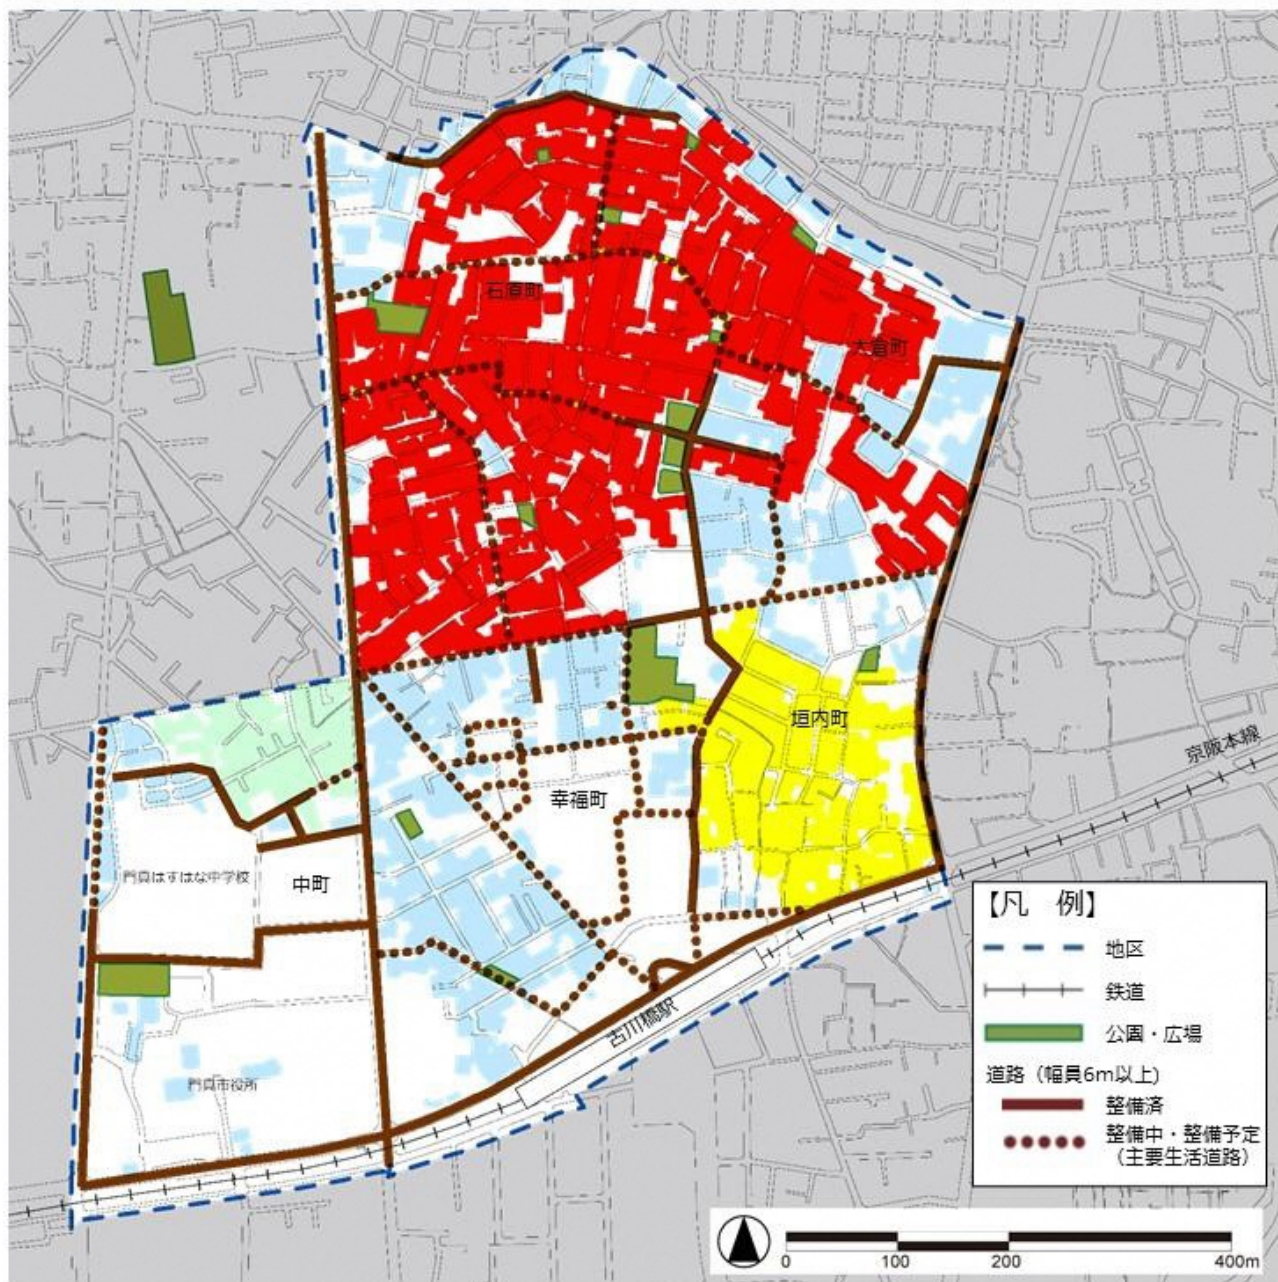 石原町
大倉町
垣内町
京阪本線
幸福町
門真はすはな中学校
中町
古川橋駅
門真市役所
【凡 例】
地区
鉄道
公園・広場
道路（幅員6m以上)
整備済
整備中・整備予定
（主要生活道路）
0 100 200 400m